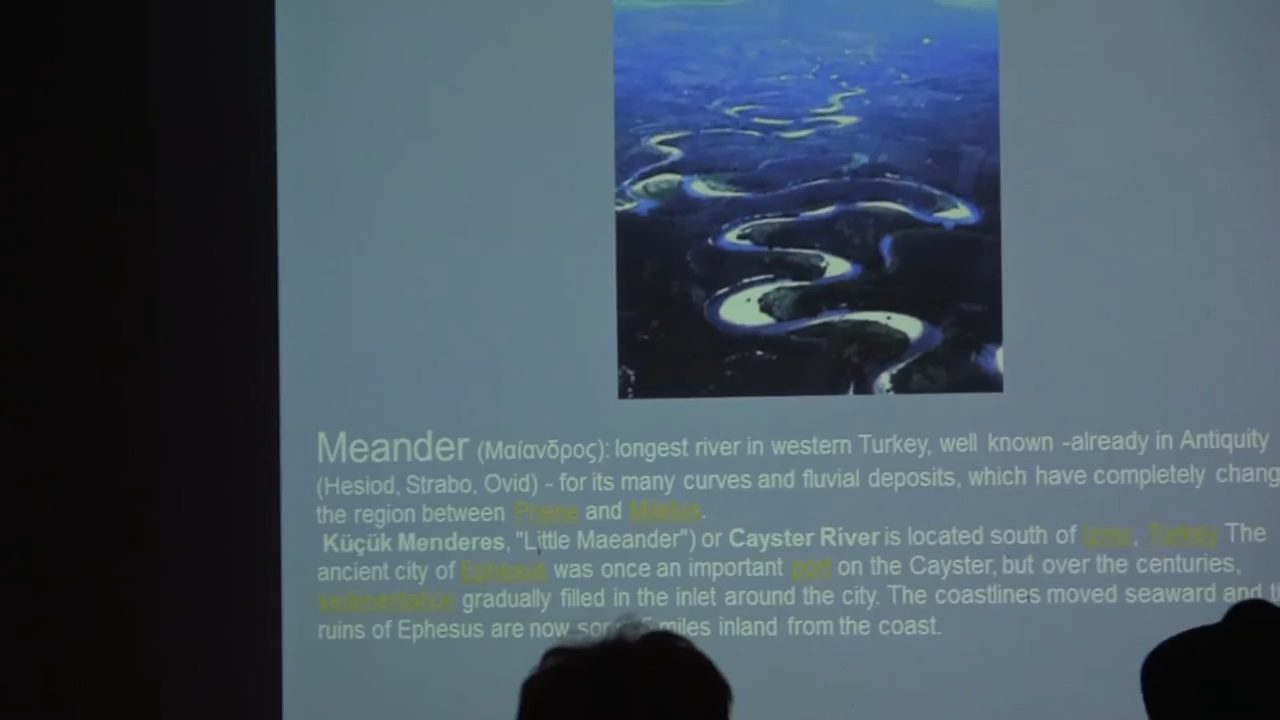 Meander (Μαίανδρος): longest river in western Turkey, well known -already in Antiquity
(Hesiod, Strabo, Ovid) - for its many curves and fluvial deposits, which have completely chang
the region between Priene and Miletus.
Küçük Menderes, "Little Maeander") or Cayster River is located south of Izmir, Turkey The
ancient city of Ephesus was once an important port on the Cayster, but over the centuries,
sedimentation gradually filled in the inlet around the city. The coastlines moved seaward and th
ruins of Ephesus are now miles inland from the coast.